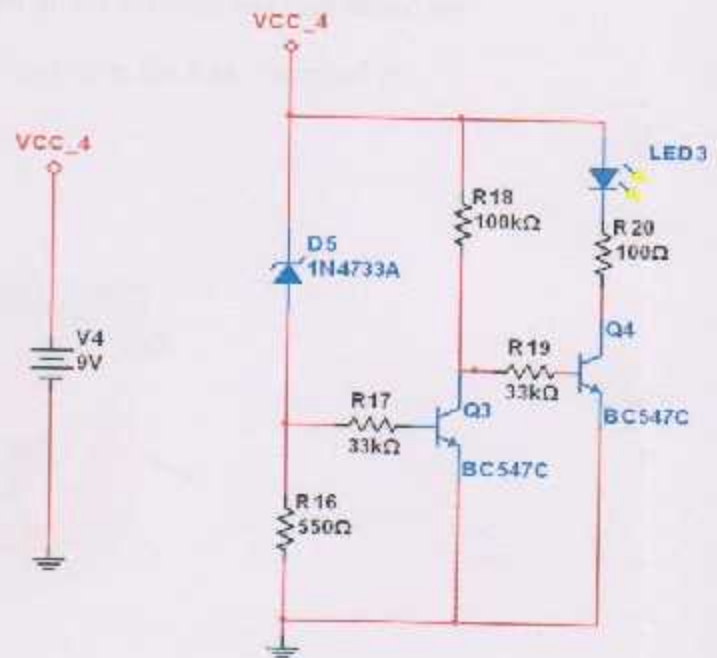 VCC_4
VCC_4
LED3
R18
100kΩ
R20
100Ω
D5
1N4733A
V4
9V
Q4
R19
33kΩ
R17
33kΩ
Q3
BC547C
BC547C
R16
550Ω